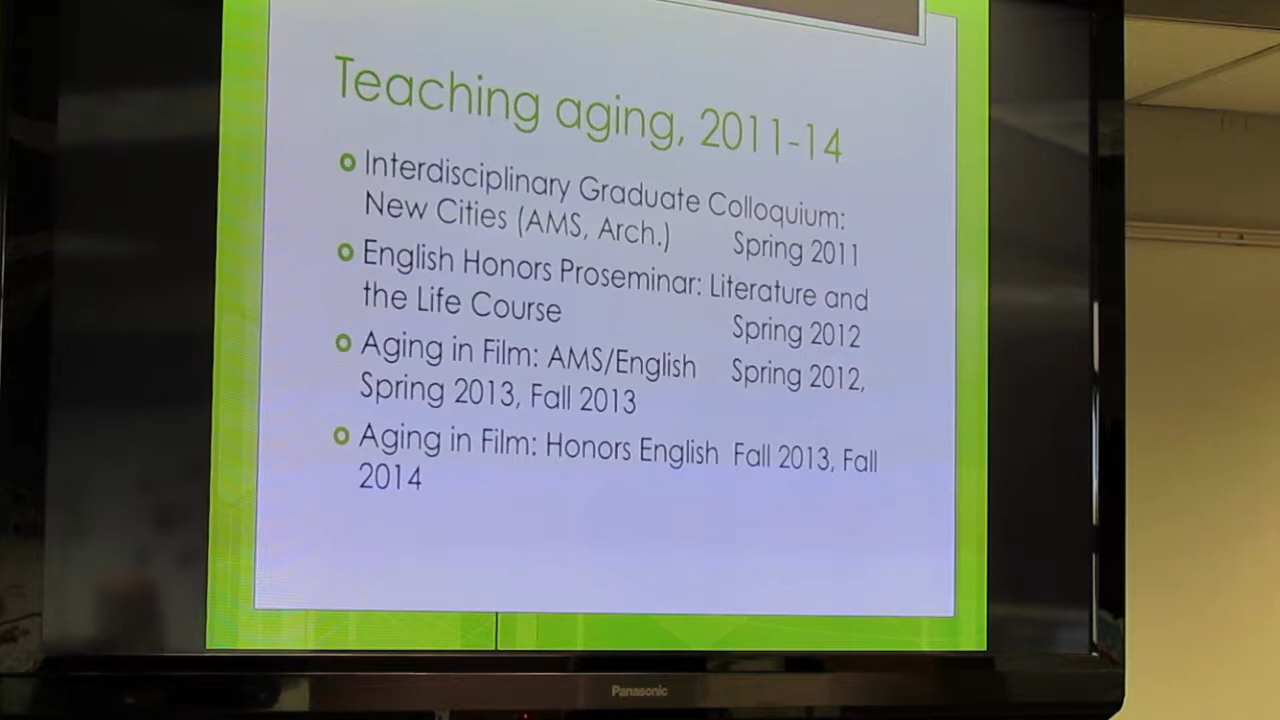 Teaching aging, 2011-14
Interdisciplinary Graduate Colloquium:
New Cities (AMS, Arch.) Spring 2011
English Honors Proseminar: Literature and
the Life Course Spring 2012
Aging in Film: AMS/English Spring 2012,
Spring 2013, Fall 2013
Aging in Film: Honors English Fall 2013, Fall
2014
Panasonic